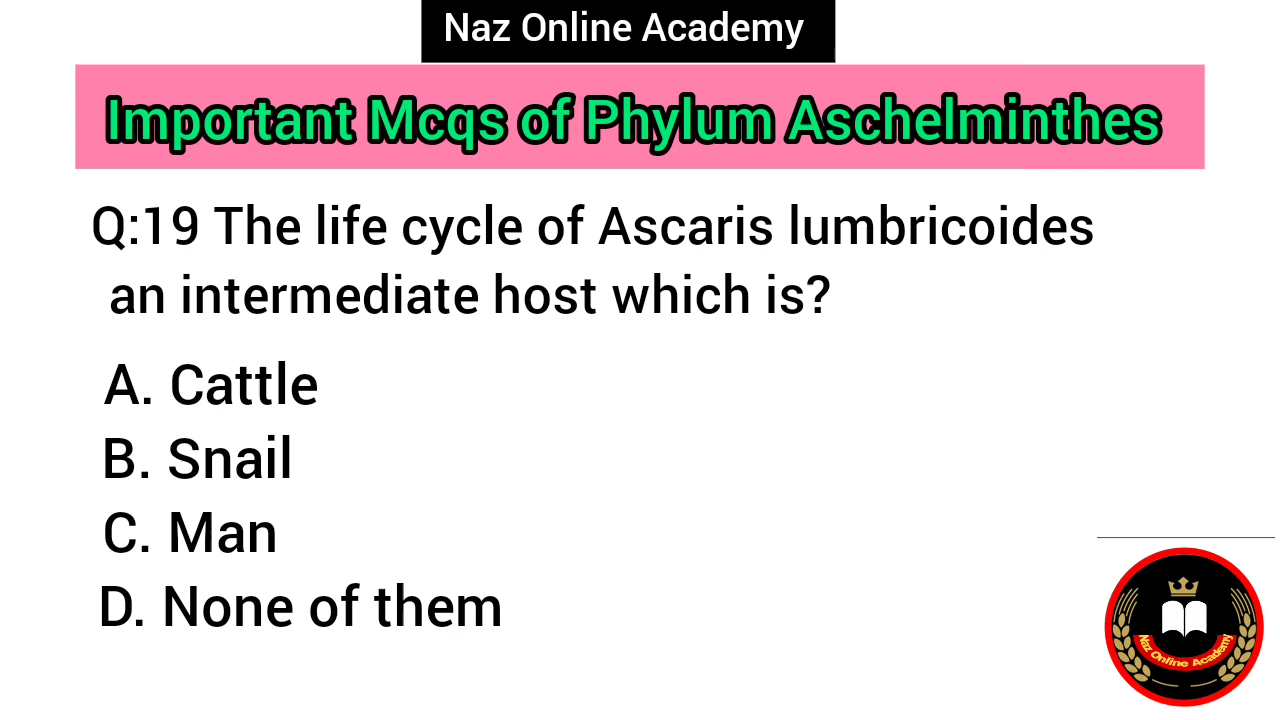 Naz Online Academy
Important Mcqs of Phylum Aschelminthes
Q:19 The life cycle of Ascaris lumbricoides
an intermediate host which is?
A. Cattle
B. Snail
C. Man
D. None of them
Naz Online Academy